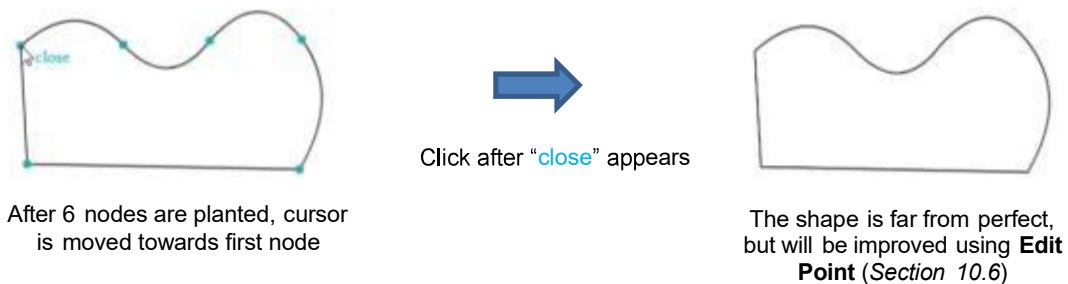 close
Click after “close” appears
After 6 nodes are planted, cursor
is moved towards first node
The shape is far from perfect,
but will be improved using Edit
Point (Section 10.6)